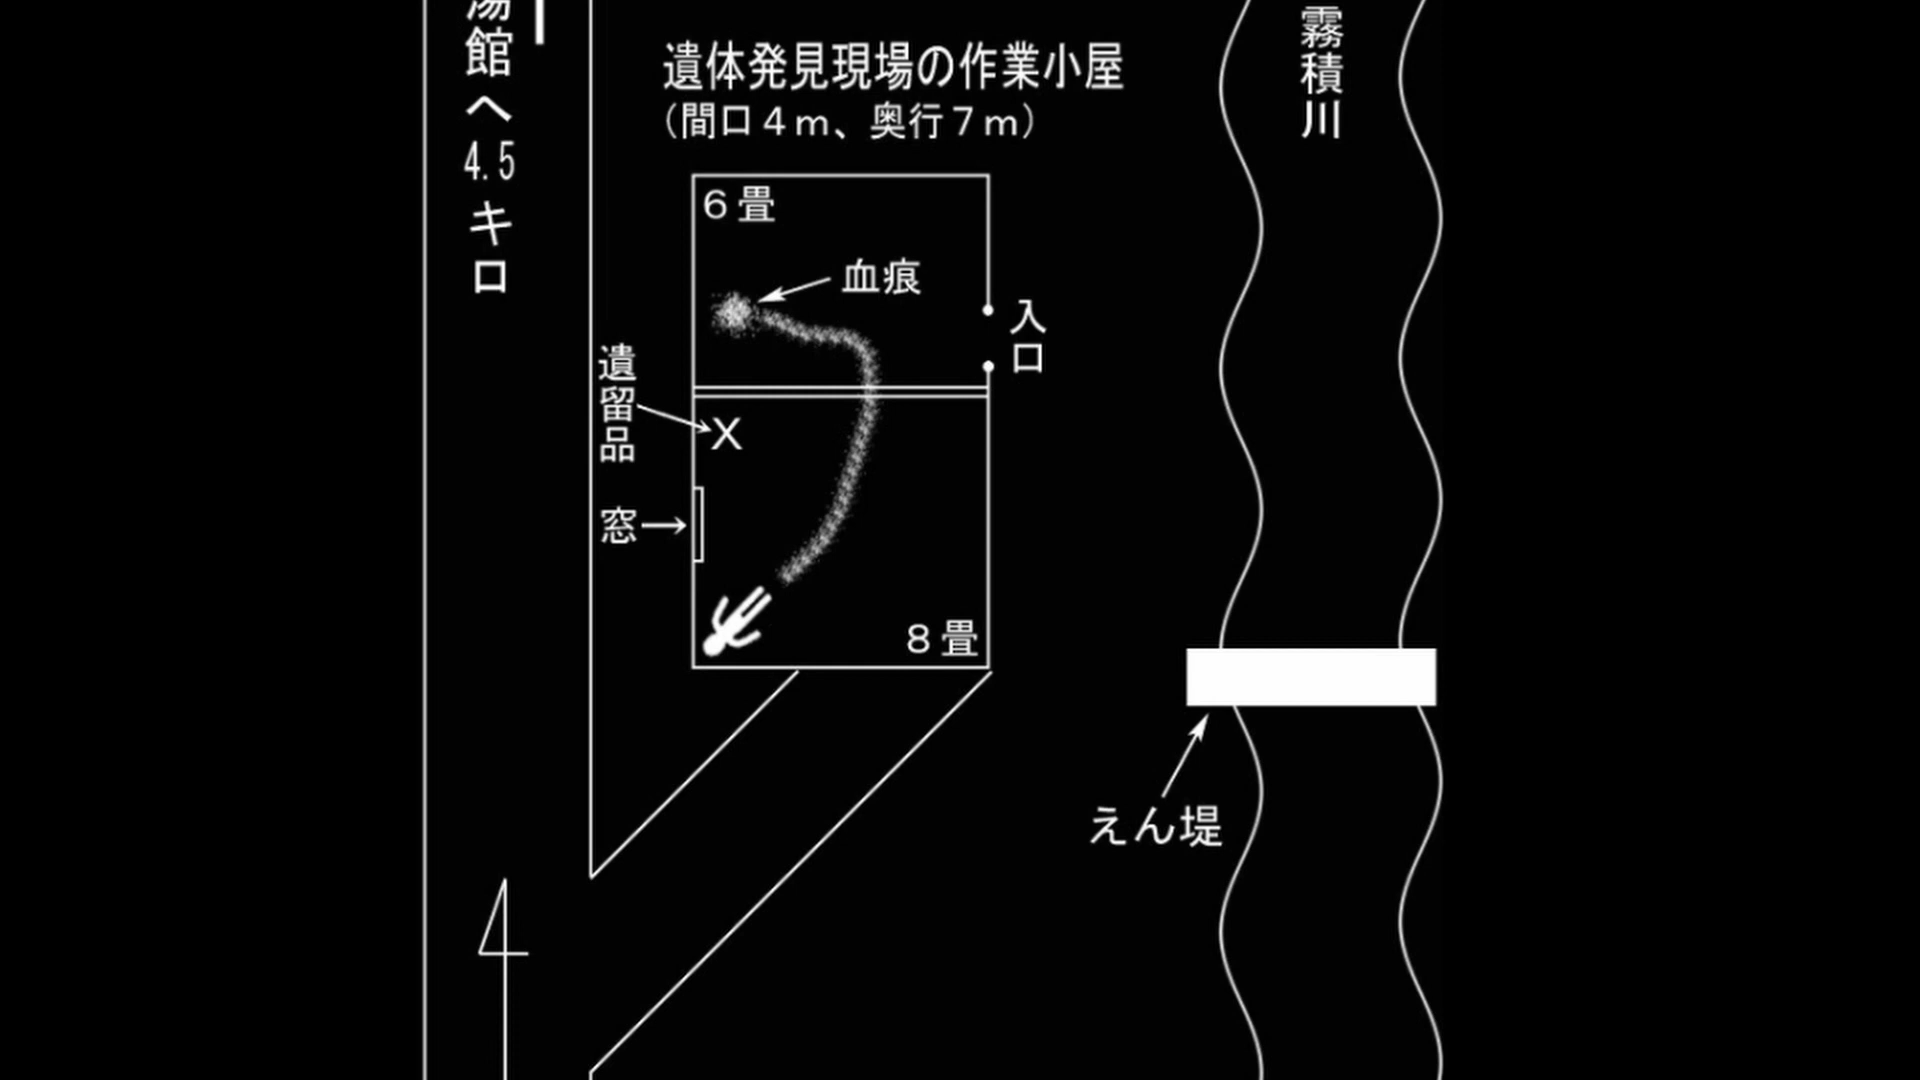 湯館へ4.5キロ
遺体発見現場の作業小屋
（間口４ｍ、奥行７ｍ）
霧積川
６畳
血痕
入口
遺留品
X
窓
８畳
えん堤